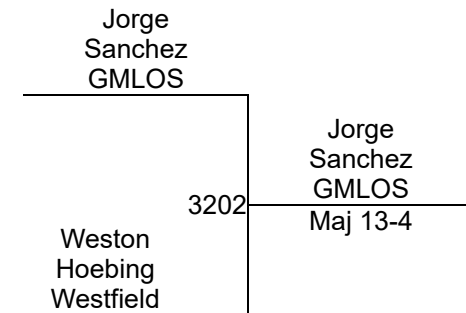 Jorge
Sanchez
GMLOS
Jorge
Sanchez
GMLOS
3202
Maj 13-4
Weston
Hoebing
Westfield